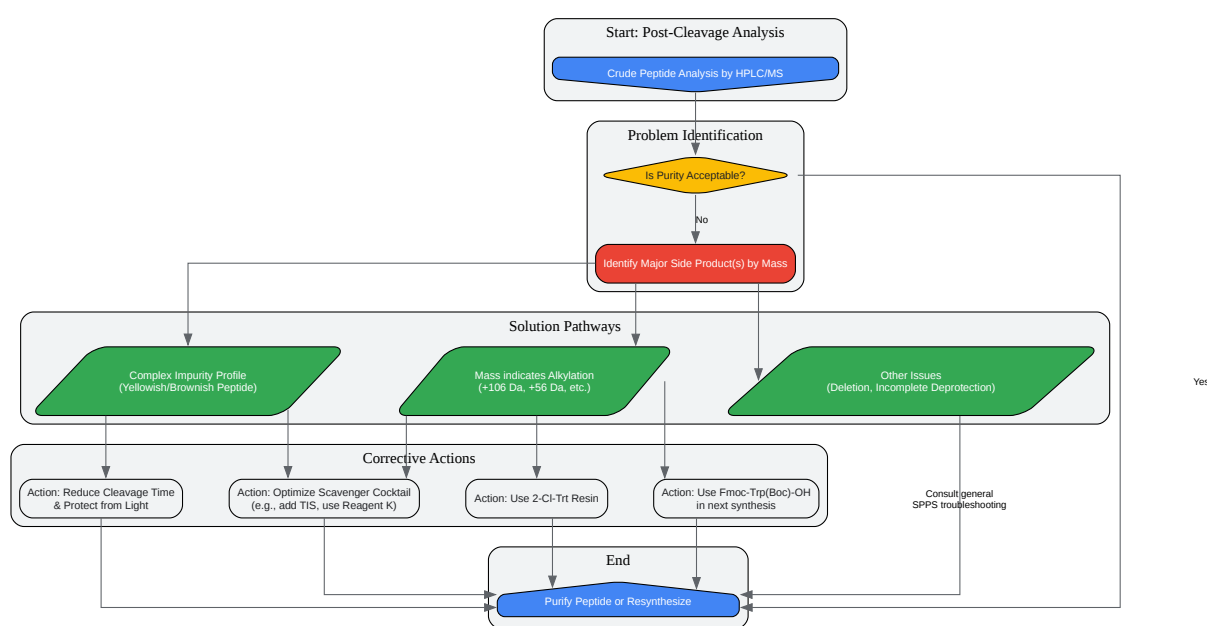 Start: Post-Cleavage Analysis
Crude Peptide Analysis by HPLC/MS
Problem Identification
Is Purity Acceptable?
No
Identify Major Side Product(s) by Mass
Solution Pathways
Complex Impurity Profile
(Yellowish/Brownish Peptide)
Mass indicates Alkylation
(+106 Da, +56 Da, etc.)
Other Issues
(Deletion, Incomplete Deprotection)
Yes
Corrective Actions
Action: Reduce Cleavage Time
& Protect from Light
Action: Optimize Scavenger Cocktail
(e.g., add TIS, use Reagent K)
Action: Use 2-Cl-Trt Resin
Action: Use Fmoc-Trp(Boc)-OH
in next synthesis
Consult general
SPPS troubleshooting
End
Purify Peptide or Resynthesize